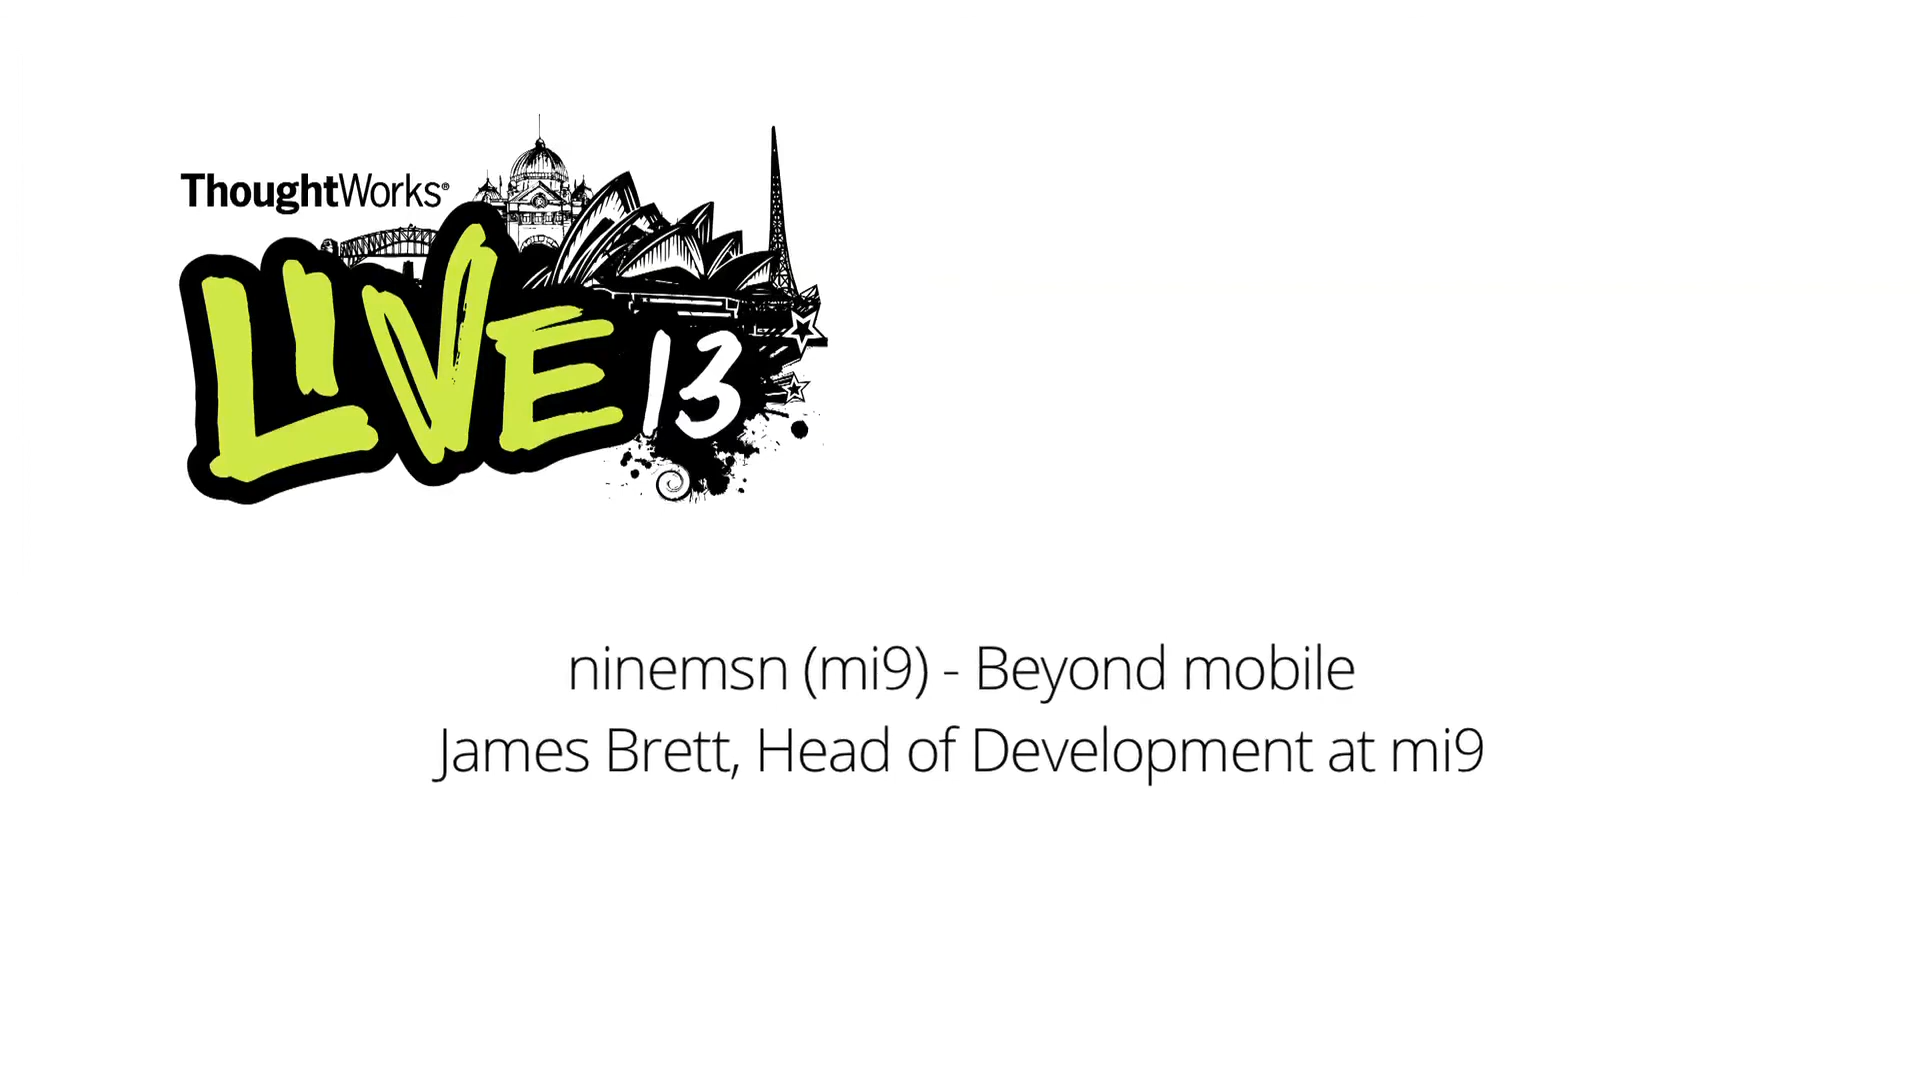 ThoughtWorks®
LIVE 13
ninemsn (mi9) - Beyond mobile
James Brett, Head of Development at mi9